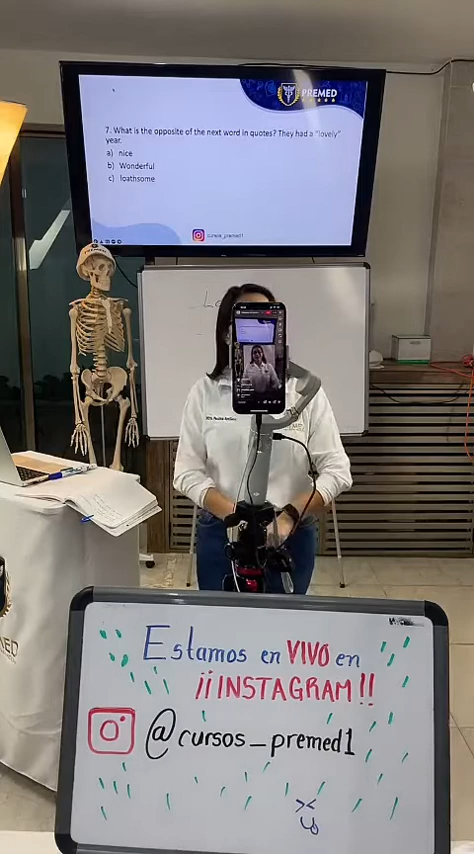 PREMED
7. What is the opposite of the next word in quotes? They had a "lovely"
year.
a) nice
b) Wonderful
c) loathsome
cursos_premed1
Estamos en VIVO en
¡¡INSTAGRAM!!
@cursos_premed1